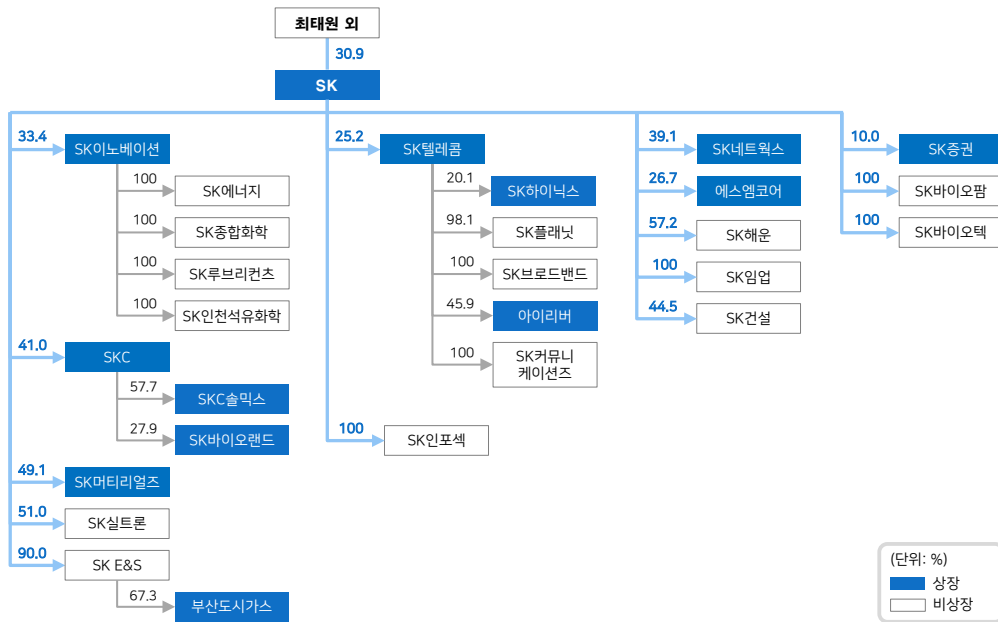 최태원 외
30.9
SK
33.4
SK이노베이션
100
SK에너지
100
SK종합화학
100
SK루브리컨츠
100
SK인천석유화학
41.0
SKC
57.7
SKC솔믹스
27.9
SK바이오랜드
49.1
SK머티리얼즈
51.0
SK실트론
90.0
SK E&S
67.3
부산도시가스
25.2
SK텔레콤
20.1
SK하이닉스
98.1
SK플래닛
100
SK브로드밴드
45.9
아이리버
100
SK커뮤니
케이션즈
100
SK인포섹
39.1
SK네트웍스
26.7
에스엠코어
57.2
SK해운
100
SK임업
44.5
SK건설
10.0
SK증권
100
SK바이오팜
100
SK바이오텍
(단위: %)
상장
비상장